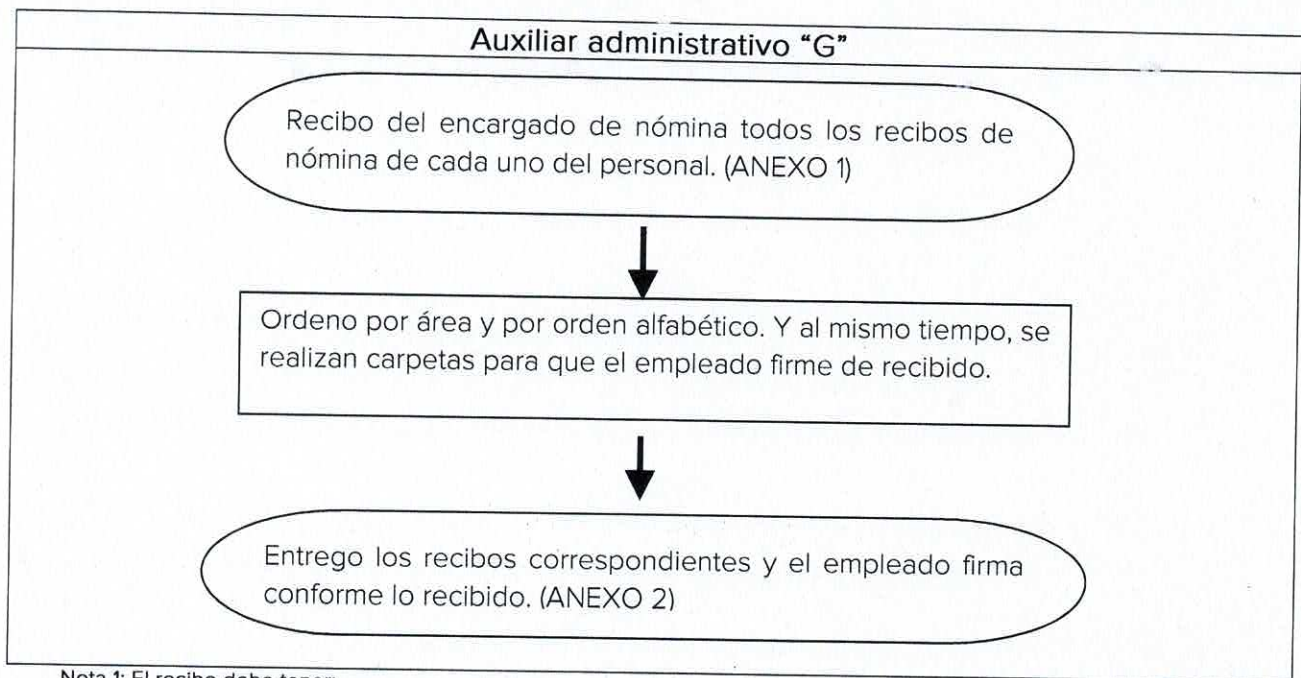 Auxiliar administrativo “G”
Recibo del encargado de nómina todos los recibos de
nómina de cada uno del personal. (ANEXO 1)
Ordeno por área y por orden alfabético. Y al mismo tiempo, se
realizan carpetas para que el empleado firme de recibido.
Entrego los recibos correspondientes y el empleado firma
conforme lo recibido. (ANEXO 2)
Nota 1: El recibo debe tener